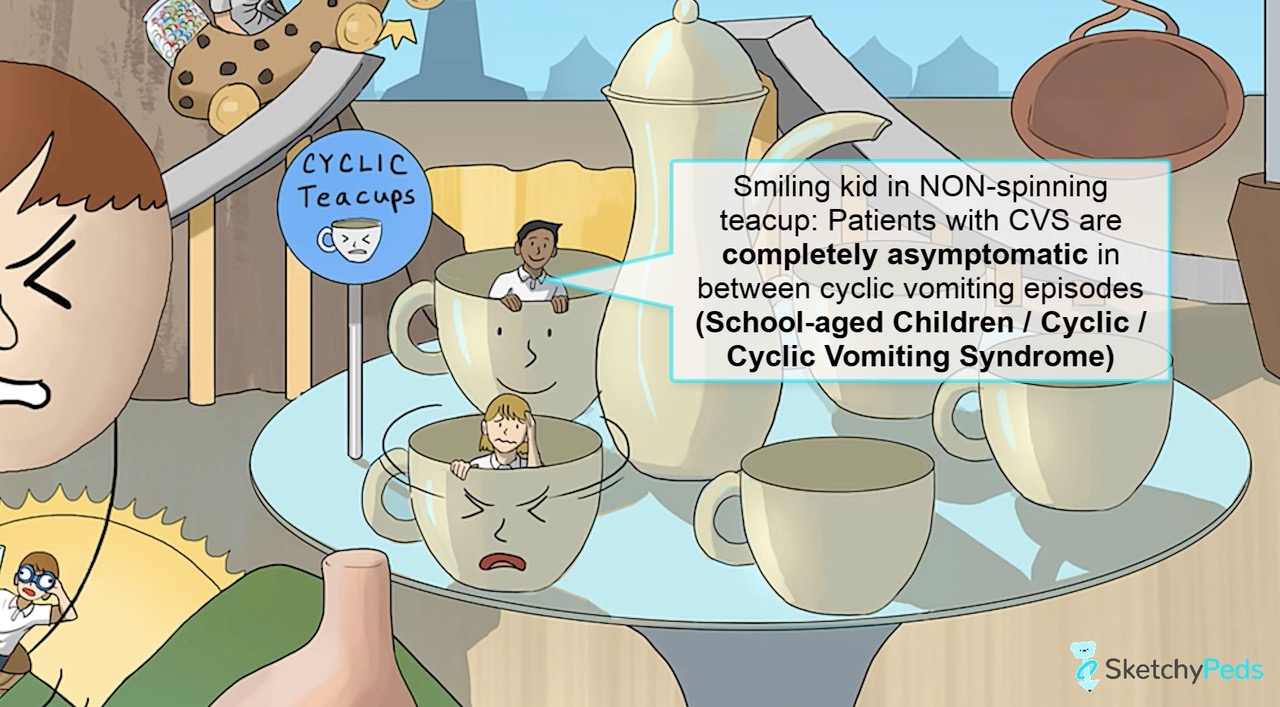 CYCLIC
Teacups
Smiling kid in NON-spinning
teacup: Patients with CVS are
completely asymptomatic in
between cyclic vomiting episodes
(School-aged Children / Cyclic /
Cyclic Vomiting Syndrome)
SketchyPeds